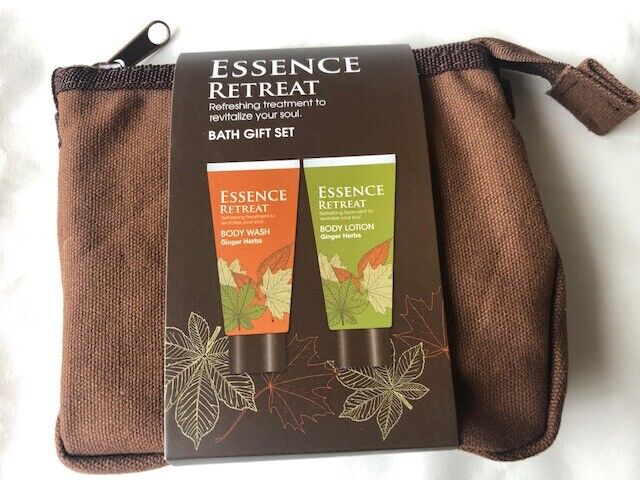 ESSENCE
RETREAT
Refreshing treatment to
revitalize your soul.
BATH GIFT SET
ESSENCE
RETREAT
Refreshing treatment to
revitalize your soul
BODY WASH
Ginger Herbs
ESSENCE
RETREAT
Refreshing treatment to
revitalize your soul
BODY LOTION
Ginger Herbs